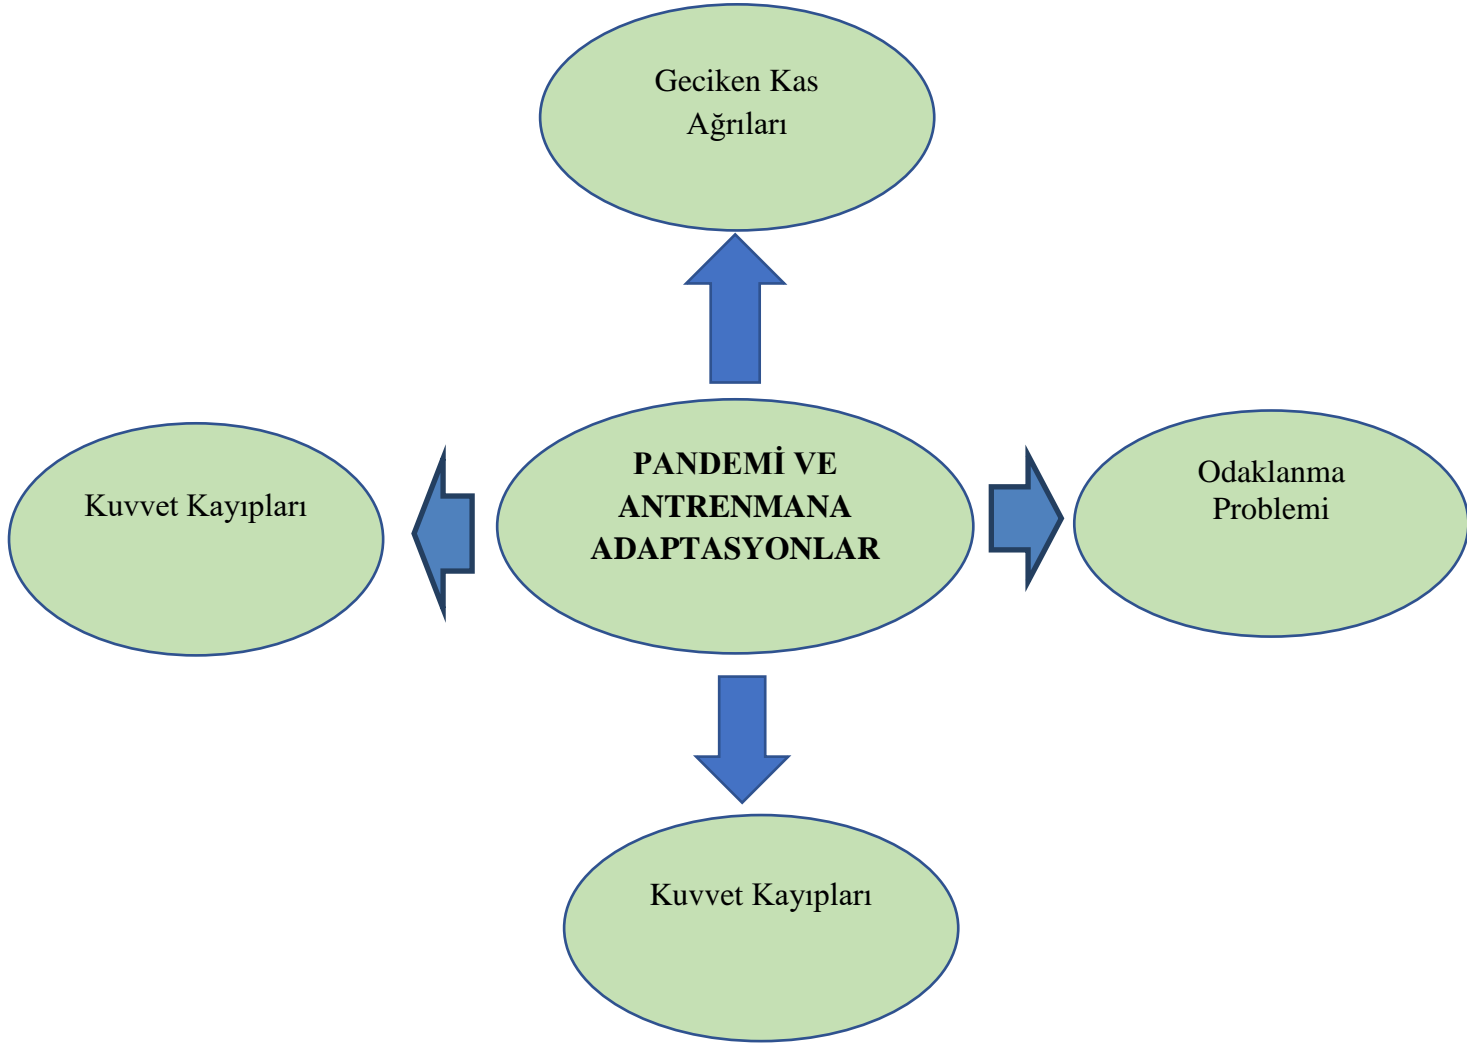 Geciken Kas
Ağrıları
PANDEMİ VE
ANTRENMANA
ADAPTASYONLAR
Kuvvet Kayıpları
Odaklanma
Problemi
Kuvvet Kayıpları